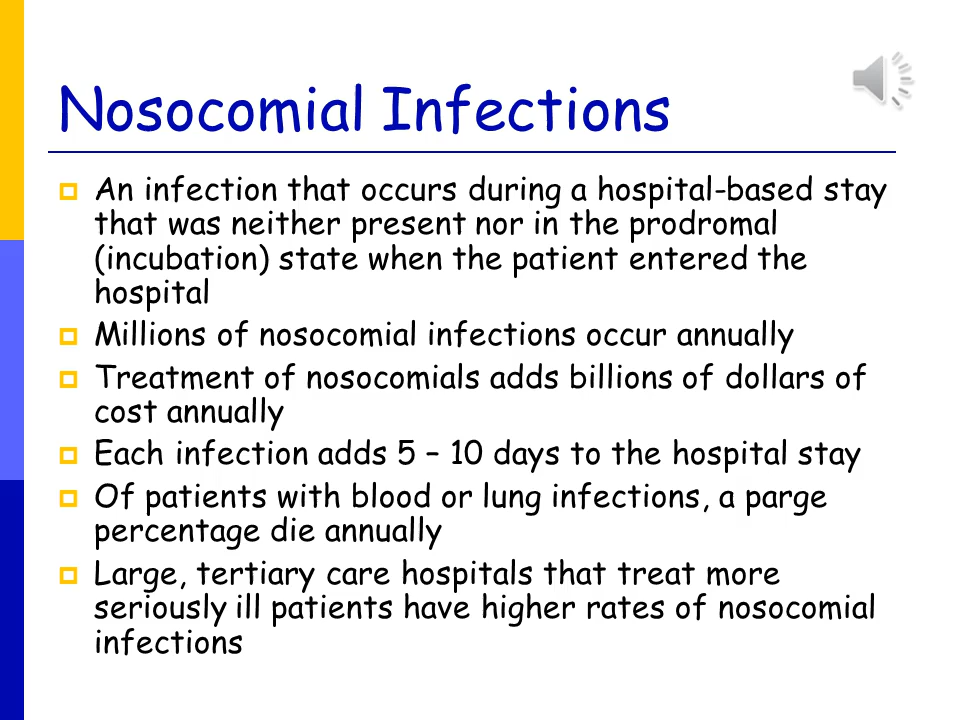 Nosocomial Infections
An infection that occurs during a hospital-based stay
that was neither present nor in the prodromal
(incubation) state when the patient entered the
hospital
Millions of nosocomial infections occur annually
Treatment of nosocomials adds billions of dollars of
cost annually
Each infection adds 5 – 10 days to the hospital stay
Of patients with blood or lung infections, a parge
percentage die annually
Large, tertiary care hospitals that treat more
seriously ill patients have higher rates of nosocomial
infections